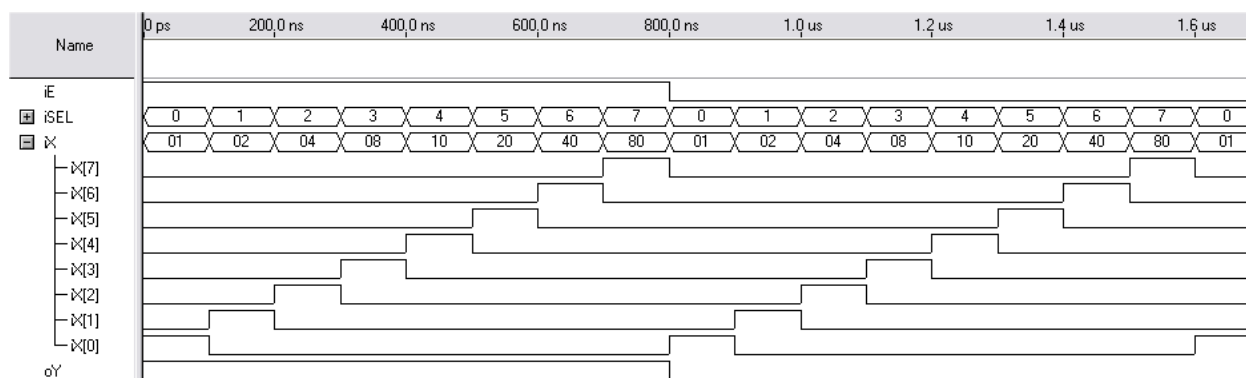 Name 0 ps 200,0 ns 400,0 ns 600,0 ns 800,0 ns 1.0 us 1.2 us 1.4 us 1.6 us
iE
iSEL 0 1 2 3 4 5 6 7 0 1 2 3 4 5 6 7 0
iX 01 02 04 08 10 20 40 80 01 02 04 08 10 20 40 80 01
iX[7]
iX[6]
iX[5]
iX[4]
iX[3]
iX[2]
iX[1]
iX[0]
oY